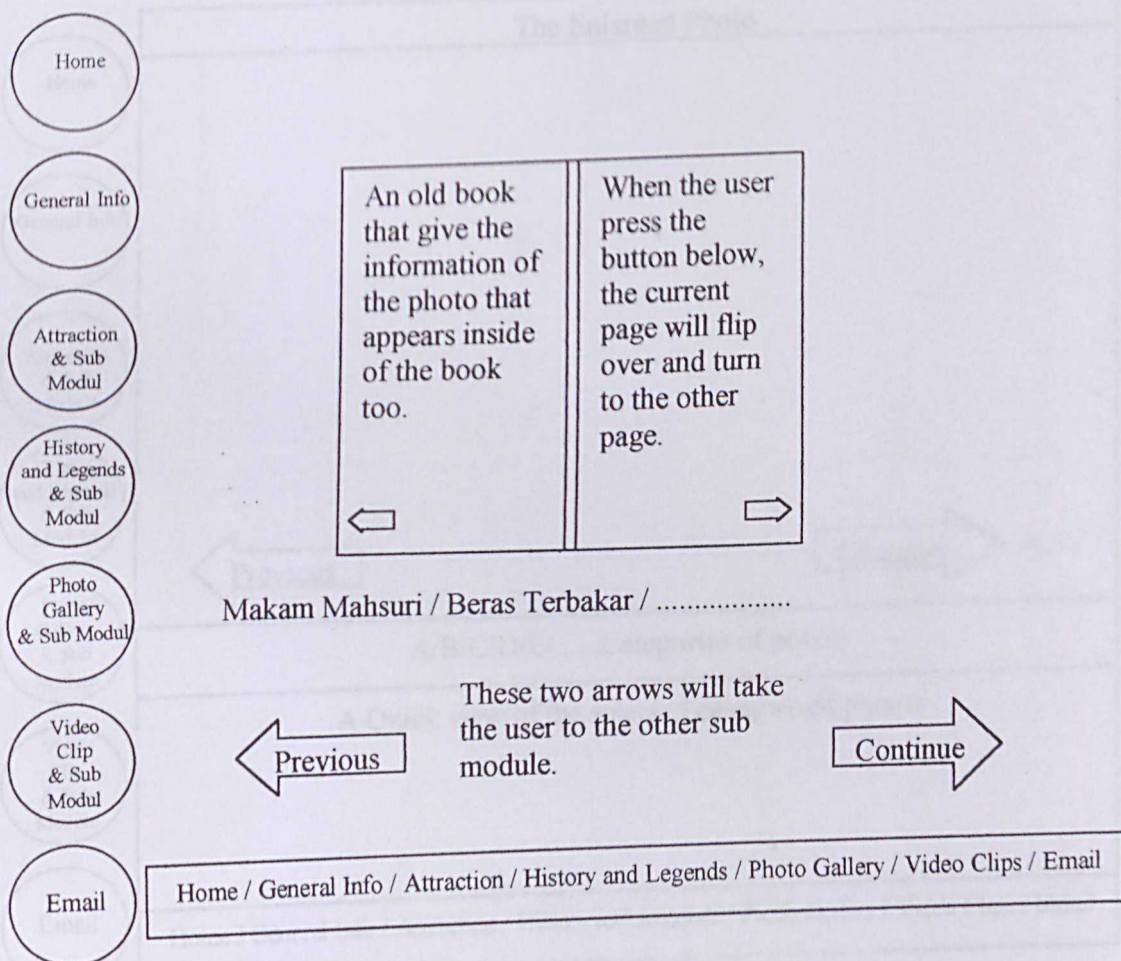 Home
General Info
Attraction
& Sub
Modul
History
and Legends
& Sub
Modul
Photo
Gallery
& Sub Modul
Video
Clip
& Sub
Modul
Email
An old book
that give the
information of
the photo that
appears inside
of the book
too.
When the user
press the
button below,
the current
page will flip
over and turn
to the other
page.
Makam Mahsuri / Beras Terbakar / ...................
Previous
These two arrows will take
the user to the other sub
module.
Continue
Home / General Info / Attraction / History and Legends / Photo Gallery / Video Clips / Email